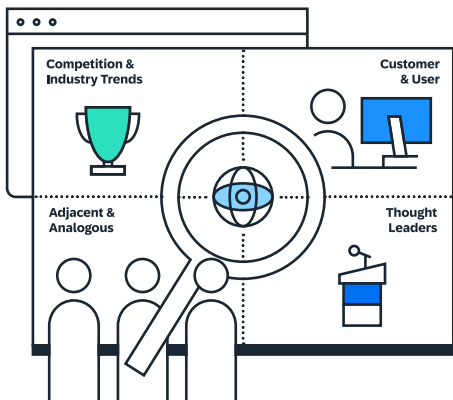 Competition &
Industry Trends
Customer
& User
Adjacent &
Analogous
Thought
Leaders